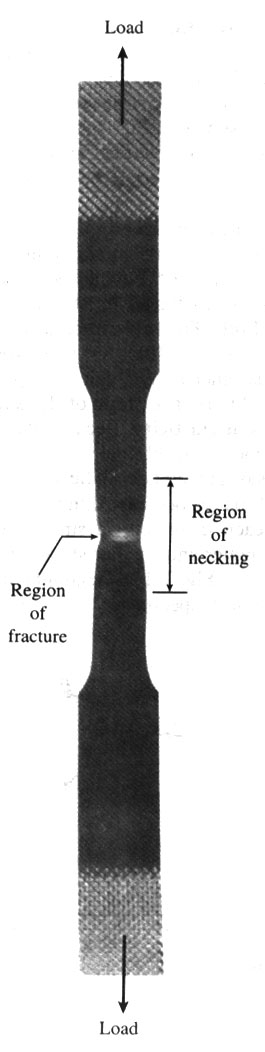 Load
Region
of
necking
Region
of
fracture
Load